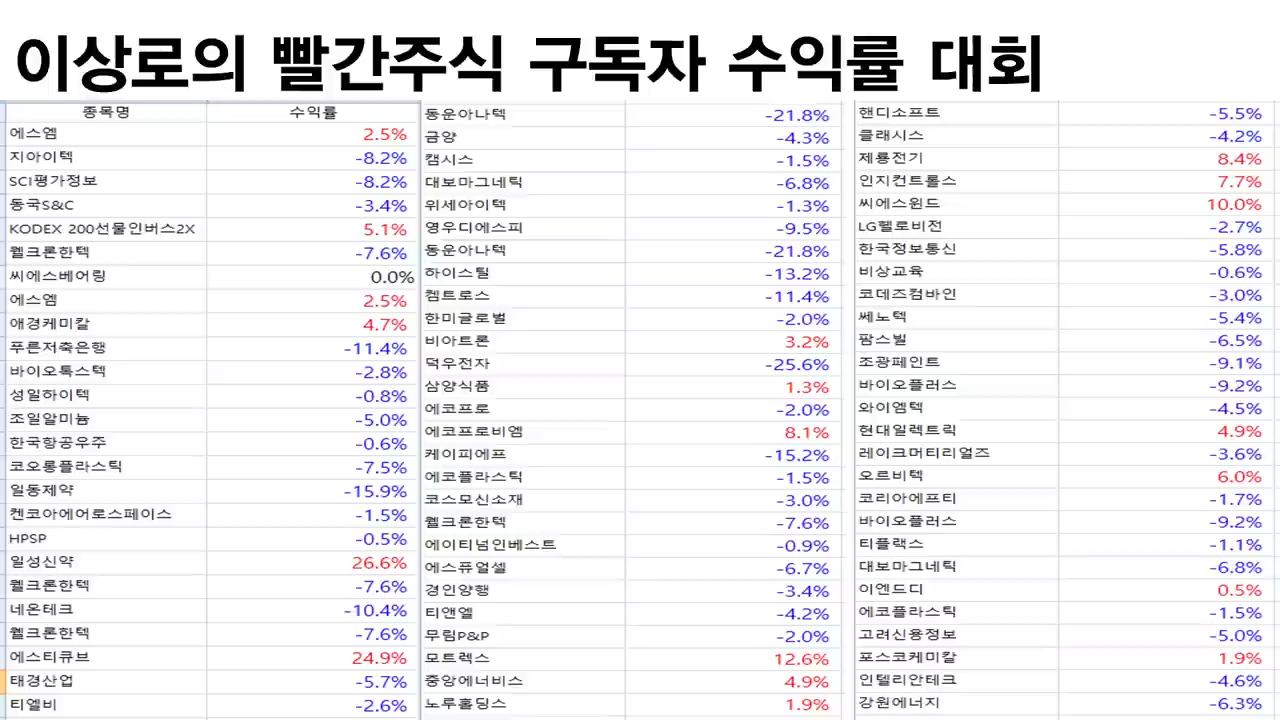 이상로의 빨간주식 구독자 수익률 대회
종목명 수익률
에스엠 2.5%
지아이텍 -8.2%
SCI평가정보 -8.2%
동국S&C -3.4%
KODEX 200선물인버스2X 5.1%
웰크론한텍 -7.6%
씨에스베어링 0.0%
에스엠 2.5%
애경케미칼 4.7%
푸른저축은행 -11.4%
바이오톡스텍 -2.8%
성일하이텍 -0.8%
조일알미늄 -5.0%
한국항공우주 -0.6%
코오롱플라스틱 -7.5%
일동제약 -15.9%
켄코아에어로스페이스 -1.5%
HPSP -0.5%
일성신약 26.6%
웰크론한텍 -7.6%
네온테크 -10.4%
웰크론한텍 -7.6%
에스티큐브 24.9%
태경산업 -5.7%
티엘비 -2.6%
동운아나텍 -21.8%
금양 -4.3%
캠시스 -1.5%
대보마그네틱 -6.8%
위세아이텍 -1.3%
영우디에스피 -9.5%
동운아나텍 -21.8%
하이스틸 -13.2%
켐트로스 -11.4%
한미글로벌 -2.0%
비아트론 3.2%
덕우전자 -25.6%
삼양식품 1.3%
에코프로 -2.0%
에코프로비엠 8.1%
케이피에프 -15.2%
에코플라스틱 -1.5%
코스모신소재 -3.0%
웰크론한텍 -7.6%
에이티넘인베스트 -0.9%
에스퓨얼셀 -6.7%
경인양행 -3.4%
티앤엘 -4.2%
무림P&P -2.0%
모트렉스 12.6%
중앙에너비스 4.9%
노루홀딩스 1.9%
핸디소프트 -5.5%
클래시스 -4.2%
제룡전기 8.4%
인지컨트롤스 7.7%
씨에스윈드 10.0%
LG헬로비전 -2.7%
한국정보통신 -5.8%
비상교육 -0.6%
코데즈컴바인 -3.0%
쎄노텍 -5.4%
팜스빌 -6.5%
조광페인트 -9.1%
바이오플러스 -9.2%
와이엠텍 -4.5%
현대일렉트릭 4.9%
레이크머티리얼즈 -3.6%
오르비텍 6.0%
코리아에프티 -1.7%
바이오플러스 -9.2%
티플랙스 -1.1%
대보마그네틱 -6.8%
이엔드디 0.5%
에코플라스틱 -1.5%
고려신용정보 -5.0%
포스코케미칼 1.9%
인텔리안테크 -4.6%
강원에너지 -6.3%